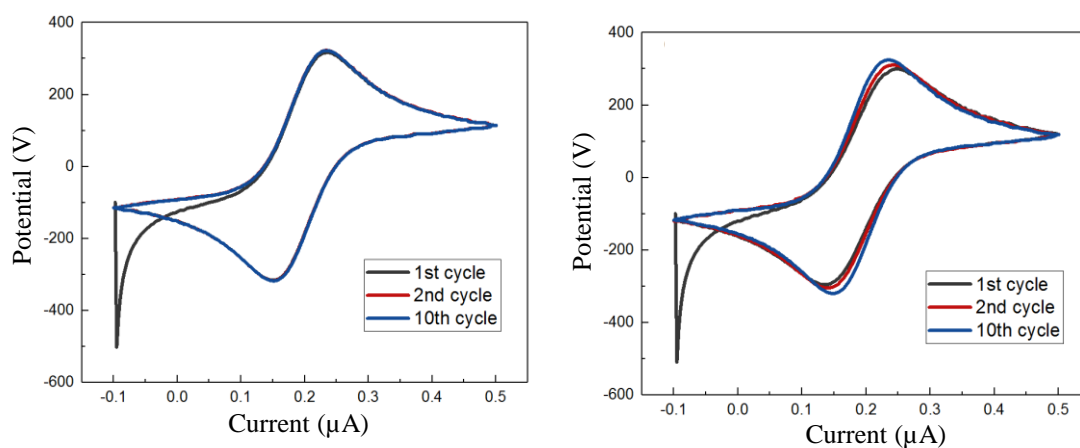 400
200
0
-200
-400
-600
Potential (V)
1st cycle
2nd cycle
10th cycle
-0.1 0.0 0.1 0.2 0.3 0.4 0.5
Current (µA)
400
200
0
-200
-400
-600
Potential (V)
1st cycle
2nd cycle
10th cycle
-0.1 0.0 0.1 0.2 0.3 0.4 0.5
Current (µA)